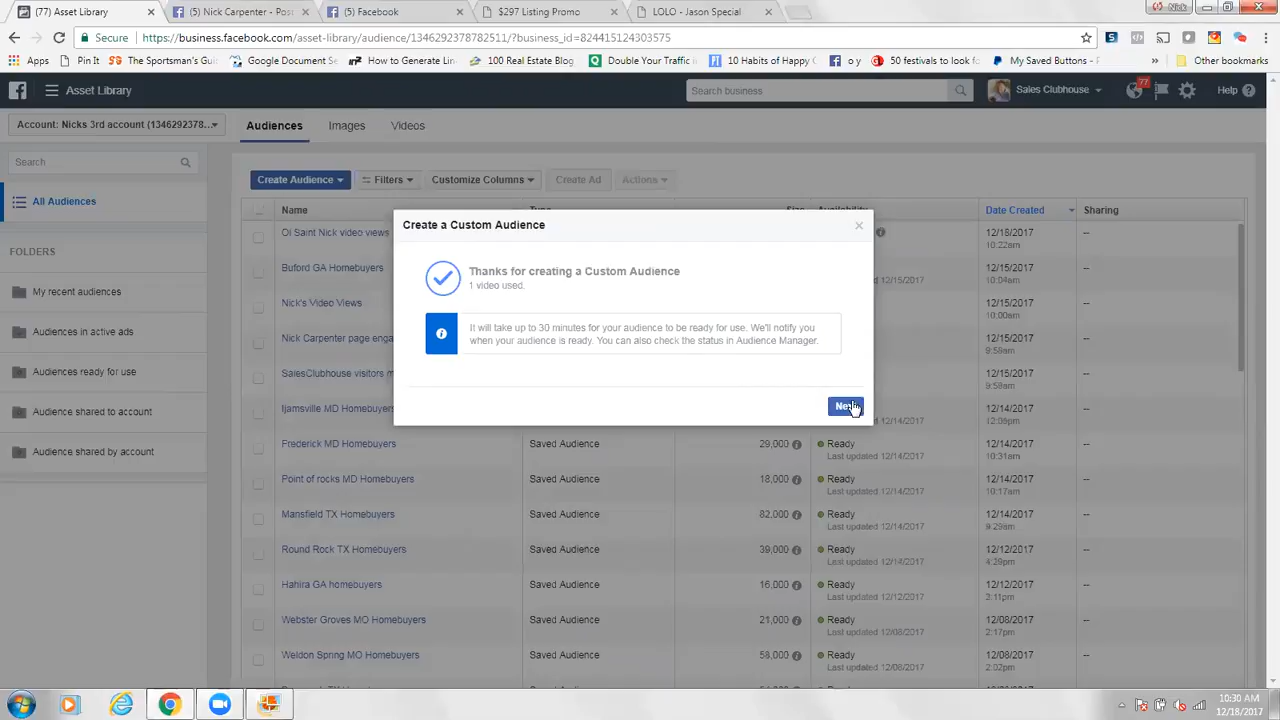 (77) Asset Library
(5) Nick Carpenter - Pos
(5) Facebook
$297 Listing Promo
LOLO - Jason Special
Nick
Secure
https://business.facebook.com/asset-library/audience/1346292378782511/?business_id=824415124303575
Apps
Pin It
The Sportsman's Gui
Google Document Se
How to Generate Lin
100 Real Estate Blog
Double Your Traffic
10 Habits of Happy C
o y
50 festivals to look fo
My Saved Buttons - P
Other bookmarks
Asset Library
Search business
Sales Clubhouse
77
Help
Account: Nicks 3rd account (1346292378...
Audiences
Images
Videos
Search
All Audiences
FOLDERS
My recent audiences
Audiences in active ads
Audiences ready for use
Audience shared to account
Audience shared by account
Create Audience
Filters
Customize Columns
Create Ad
Actions
Name
Type
Size
Availability
Date Created
Sharing
Ol Saint Nick video views
12/18/2017
10:22am
--
Buford GA Homebuyers
12/15/2017
10:04am
--
Nick's Video Views
12/15/2017
10:00am
--
Nick Carpenter page enga
12/15/2017
9:59am
--
SalesClubhouse visitors m
12/15/2017
9:59am
--
Ijamsville MD Homebuyers
12/14/2017
12:09pm
--
Create a Custom Audience
Thanks for creating a Custom Audience
1 video used.
It will take up to 30 minutes for your audience to be ready for use. We'll notify you
when your audience is ready. You can also check the status in Audience Manager.
Frederick MD Homebuyers
Saved Audience
29,000
Ready
Last updated 12/14/2017
12/14/2017
10:31am
--
Point of rocks MD Homebuyers
Saved Audience
18,000
Ready
Last updated 12/14/2017
12/14/2017
10:17am
--
Mansfield TX Homebuyers
Saved Audience
82,000
Ready
Last updated 12/14/2017
12/14/2017
9:29am
--
Round Rock TX Homebuyers
Saved Audience
39,000
Ready
Last updated 12/12/2017
12/12/2017
4:29pm
--
Hahira GA homebuyers
Saved Audience
16,000
Ready
Last updated 12/12/2017
12/12/2017
2:11pm
--
Webster Groves MO Homebuyers
Saved Audience
21,000
Ready
Last updated 12/08/2017
12/08/2017
2:17pm
--
Weldon Spring MO Homebuyers
Saved Audience
58,000
Ready
Last updated 12/08/2017
12/08/2017
2:02pm
--
10:30 AM
12/18/2017